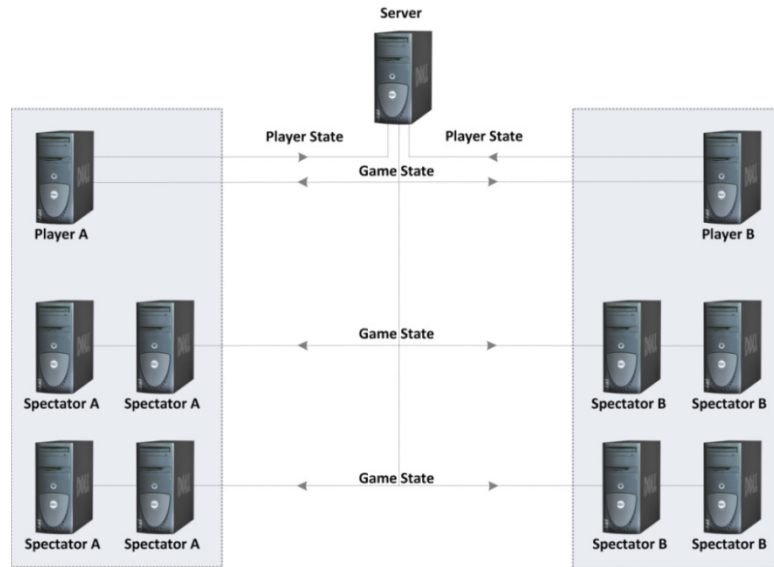 Server
Player State
Player State
Game State
Player A
Player B
Game State
Spectator A
Spectator A
Spectator B
Spectator B
Game State
Spectator A
Spectator A
Spectator B
Spectator B